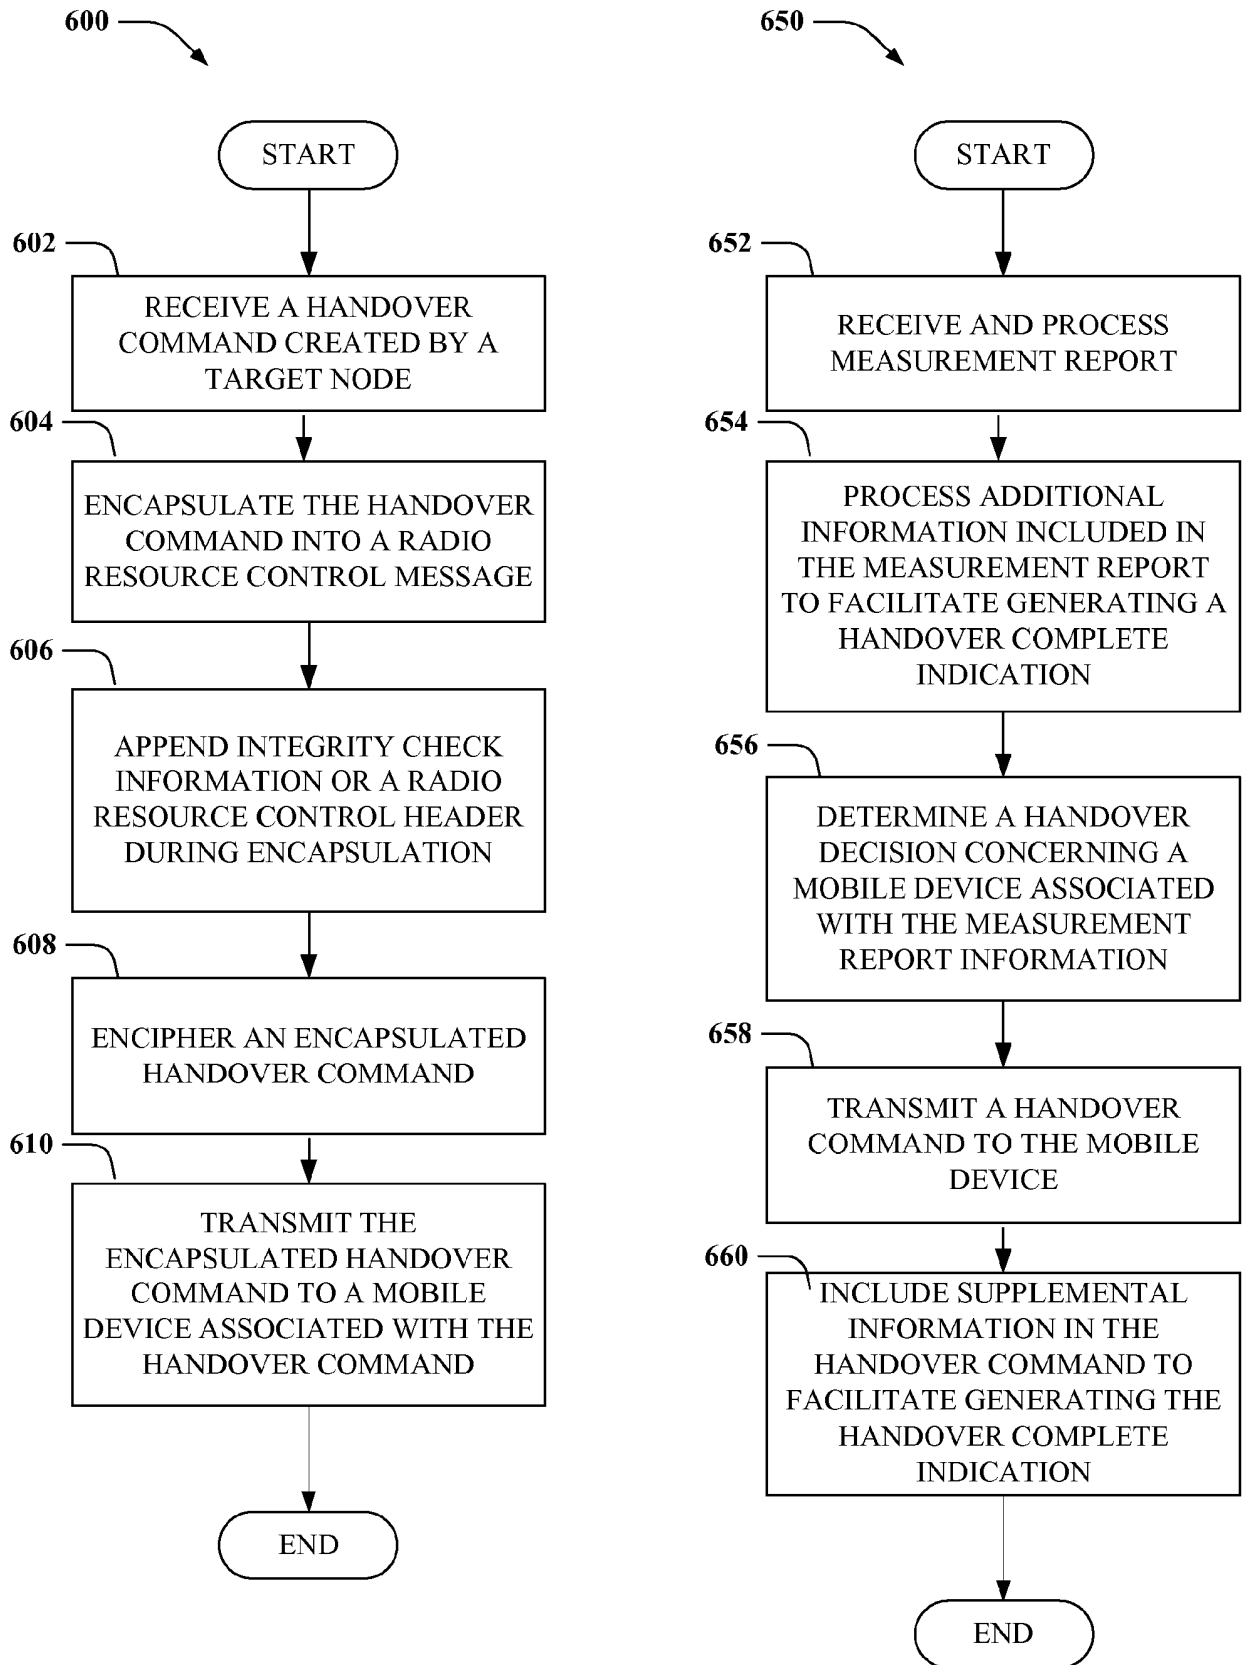 600
START
602
RECEIVE A HANDOVER
COMMAND CREATED BY A
TARGET NODE
604
ENCAPSULATE THE HANDOVER
COMMAND INTO A RADIO
RESOURCE CONTROL MESSAGE
606
APPEND INTEGRITY CHECK
INFORMATION OR A RADIO
RESOURCE CONTROL HEADER
DURING ENCAPSULATION
608
ENCIPHER AN ENCAPSULATED
HANDOVER COMMAND
610
TRANSMIT THE
ENCAPSULATED HANDOVER
COMMAND TO A MOBILE
DEVICE ASSOCIATED WITH THE
HANDOVER COMMAND
END
650
START
652
RECEIVE AND PROCESS
MEASUREMENT REPORT
654
PROCESS ADDITIONAL
INFORMATION INCLUDED IN
THE MEASUREMENT REPORT
TO FACILITATE GENERATING A
HANDOVER COMPLETE
INDICATION
656
DETERMINE A HANDOVER
DECISION CONCERNING A
MOBILE DEVICE ASSOCIATED
WITH THE MEASUREMENT
REPORT INFORMATION
658
TRANSMIT A HANDOVER
COMMAND TO THE MOBILE
DEVICE
660
INCLUDE SUPPLEMENTAL
INFORMATION IN THE
HANDOVER COMMAND TO
FACILITATE GENERATING THE
HANDOVER COMPLETE
INDICATION
END